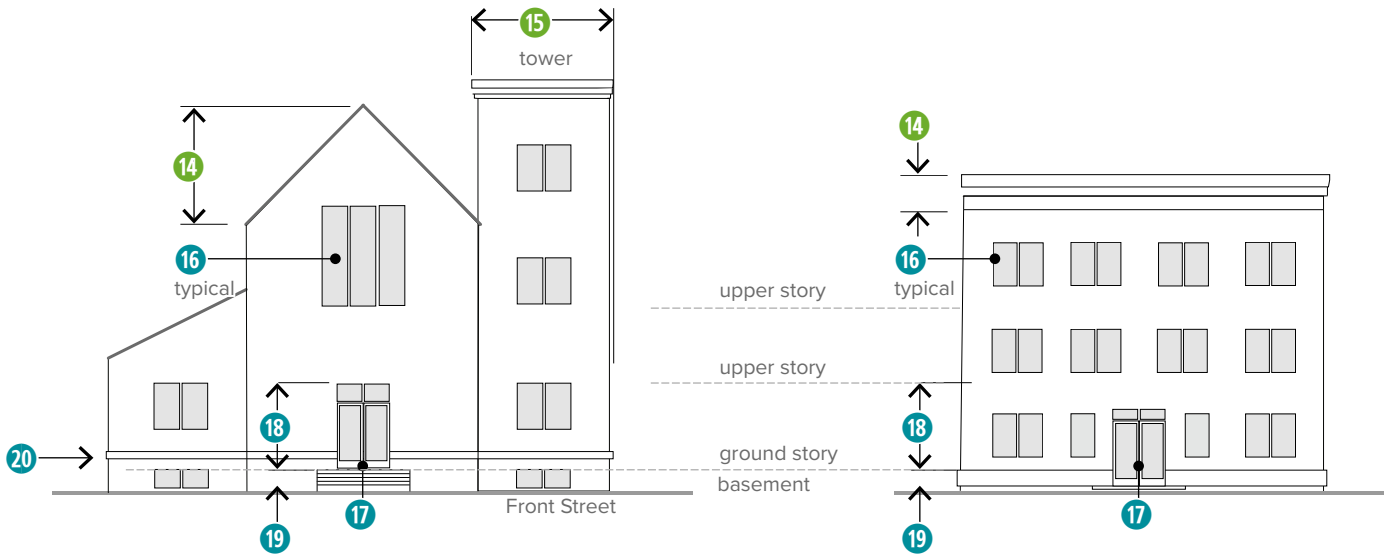 15
tower
14
14
16
typical
16
typical
upper story
upper story
18
18
20
ground story
basement
Front Street
17
17
19
19